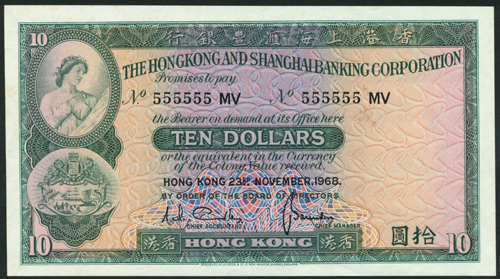 10 行銀豐滙海上港香
THE HONGKONG AND SHANGHAI BANKING CORPORATION
Promises to pay
No 555555 MV No 555555 MV
the Bearer on demand at its Office here
TEN DOLLARS
or the equivalent in the Currency
of the Colony Value received
HONG KONG 23RD NOVEMBER, 1968.
BY ORDER OF THE BOARD OF DIRECTORS
CHIEF ACCOUNTANT CHIEF MANAGER
10 港香 HONG KONG 港香 圓拾